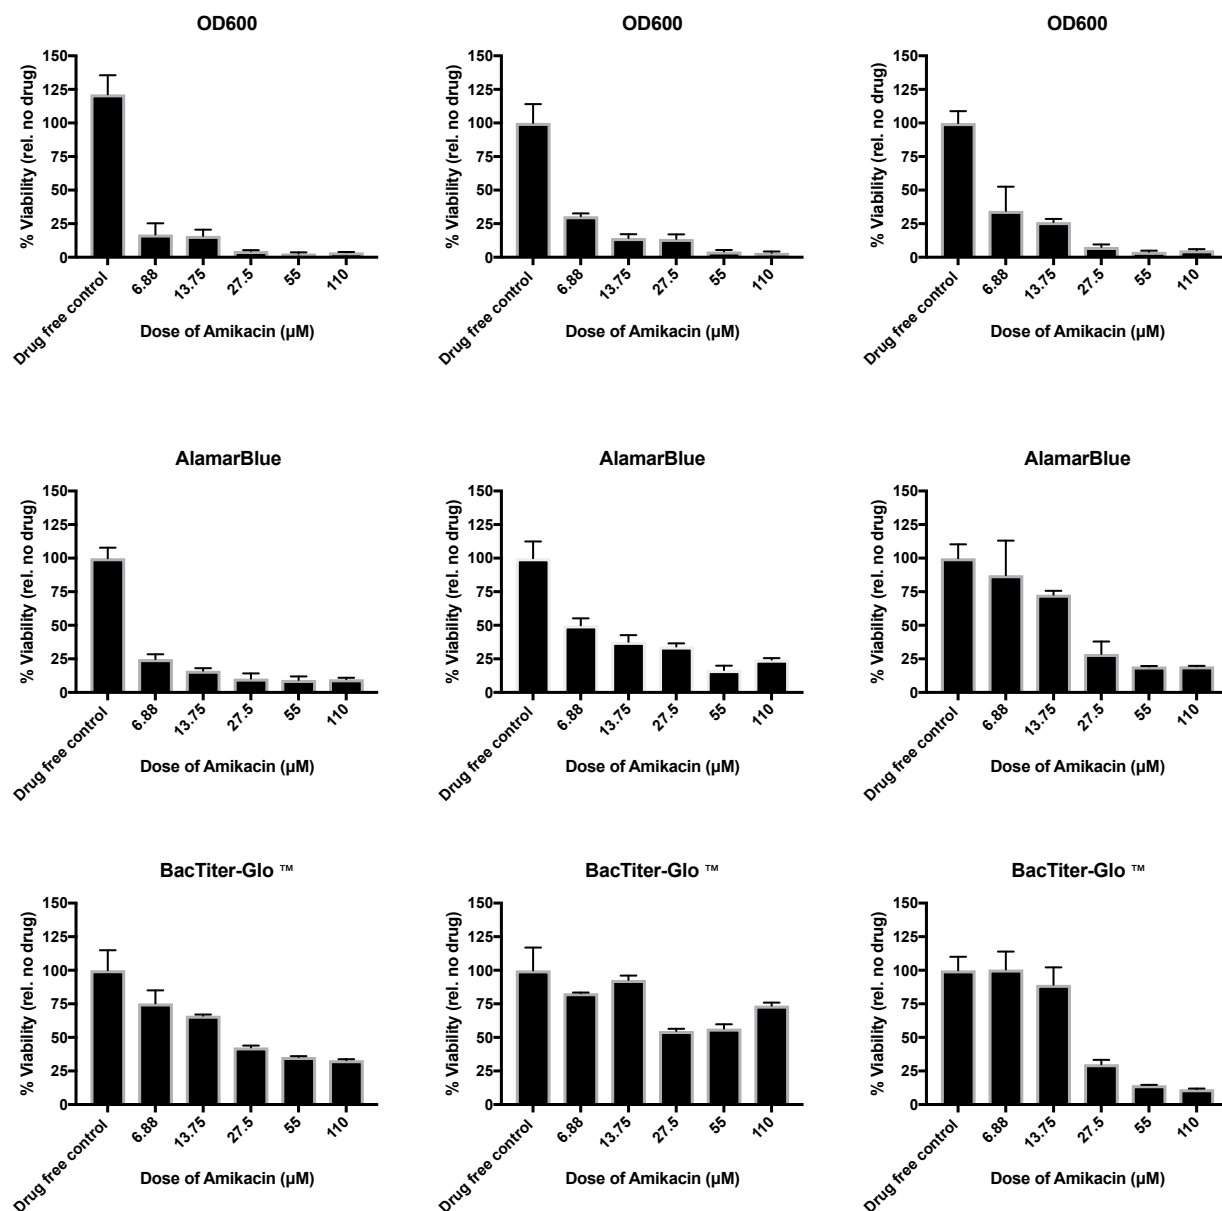 OD600 OD600 OD600
150 150 150
125 125 125
100 100 100
75 75 75
50 50 50
25 25 25
0 0 0
% Viability (rel. no drug) % Viability (rel. no drug) % Viability (rel. no drug)
Drug free control 6.88 13.75 27.5 55 110 Drug free control 6.88 13.75 27.5 55 110 Drug free control 6.88 13.75 27.5 55 110
Dose of Amikacin (µM) Dose of Amikacin (µM) Dose of Amikacin (µM)
AlamarBlue AlamarBlue AlamarBlue
150 150 150
125 125 125
100 100 100
75 75 75
50 50 50
25 25 25
0 0 0
% Viability (rel. no drug) % Viability (rel. no drug) % Viability (rel. no drug)
Drug free control 6.88 13.75 27.5 55 110 Drug free control 6.88 13.75 27.5 55 110 Drug free control 6.88 13.75 27.5 55 110
Dose of Amikacin (µM) Dose of Amikacin (µM) Dose of Amikacin (µM)
BacTiter-Glo ™ BacTiter-Glo ™ BacTiter-Glo ™
150 150 150
125 125 125
100 100 100
75 75 75
50 50 50
25 25 25
0 0 0
% Viability (rel. no drug) % Viability (rel. no drug) % Viability (rel. no drug)
Drug free control 6.88 13.75 27.5 55 110 Drug free control 6.88 13.75 27.5 55 110 Drug free control 6.88 13.75 27.5 55 110
Dose of Amikacin (µM) Dose of Amikacin (µM) Dose of Amikacin (µM)